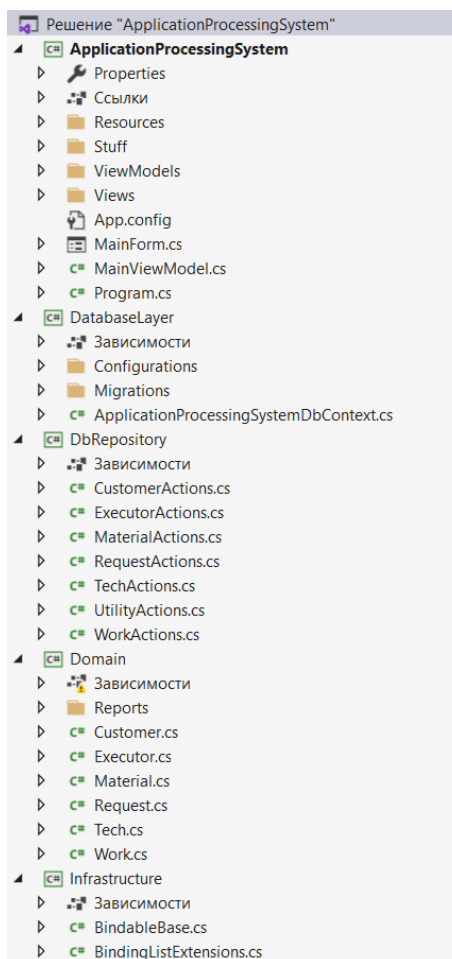 Решение "ApplicationProcessingSystem"
C# ApplicationProcessingSystem
Properties
Ссылки
Resources
Stuff
ViewModels
Views
App.config
MainForm.cs
C# MainViewModel.cs
C# Program.cs
C# DatabaseLayer
Зависимости
Configurations
Migrations
C# ApplicationProcessingSystemDbContext.cs
C# DbRepository
Зависимости
C# CustomerActions.cs
C# ExecutorActions.cs
C# MaterialActions.cs
C# RequestActions.cs
C# TechActions.cs
C# UtilityActions.cs
C# WorkActions.cs
C# Domain
Зависимости
Reports
C# Customer.cs
C# Executor.cs
C# Material.cs
C# Request.cs
C# Tech.cs
C# Work.cs
C# Infrastructure
Зависимости
C# BindableBase.cs
C# BindingListExtensions.cs